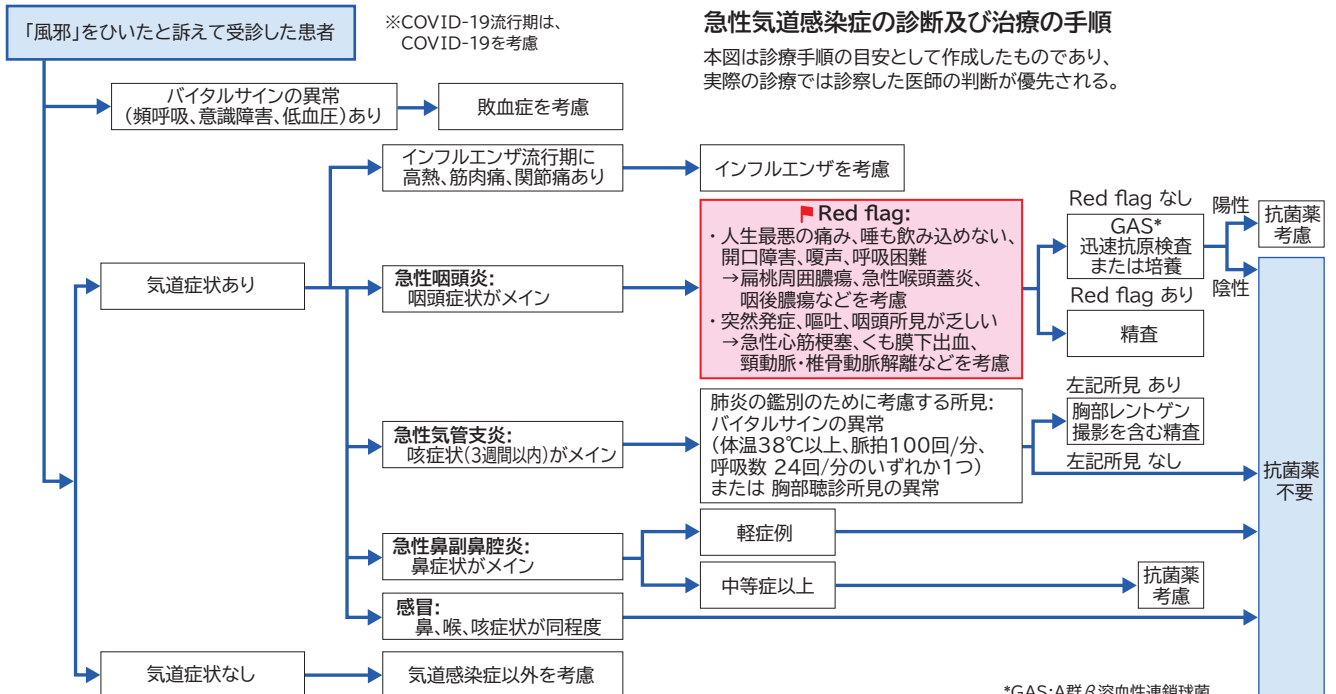 「風邪」をひいたと訴えて受診した患者
※COVID-19流行期は、
COVID-19を考慮
急性気道感染症の診断及び治療の手順
本図は診療手順の目安として作成したものであり、
実際の診療では診察した医師の判断が優先される。
バイタルサインの異常
(頻呼吸、意識障害、低血圧)あり
敗血症を考慮
気道症状あり
インフルエンザ流行期に
高熱、筋肉痛、関節痛あり
インフルエンザを考慮
急性咽頭炎:
咽頭症状がメイン
Red flag:
・人生最悪の痛み、唾も飲み込めない、
開口障害、嗄声、呼吸困難
→扁桃周囲膿瘍、急性喉頭蓋炎、
咽後膿瘍などを考慮
・突然発症、嘔吐、咽頭所見が乏しい
→急性心筋梗塞、くも膜下出血、
頸動脈・椎骨動脈解離などを考慮
Red flag なし
GAS*
迅速抗原検査
または培養
陽性
抗菌薬
考慮
陰性
Red flag あり
精査
急性気管支炎:
咳症状(3週間以内)がメイン
肺炎の鑑別のために考慮する所見:
バイタルサインの異常
(体温38℃以上、脈拍100回/分、
呼吸数 24回/分のいずれか1つ)
または 胸部聴診所見の異常
左記所見 あり
胸部レントゲン
撮影を含む精査
左記所見 なし
抗菌薬
不要
急性鼻副鼻腔炎:
鼻症状がメイン
軽症例
中等症以上
抗菌薬
考慮
感冒:
鼻、喉、咳症状が同程度
気道症状なし
気道感染症以外を考慮
*GAS:A群β溶血性連鎖球菌